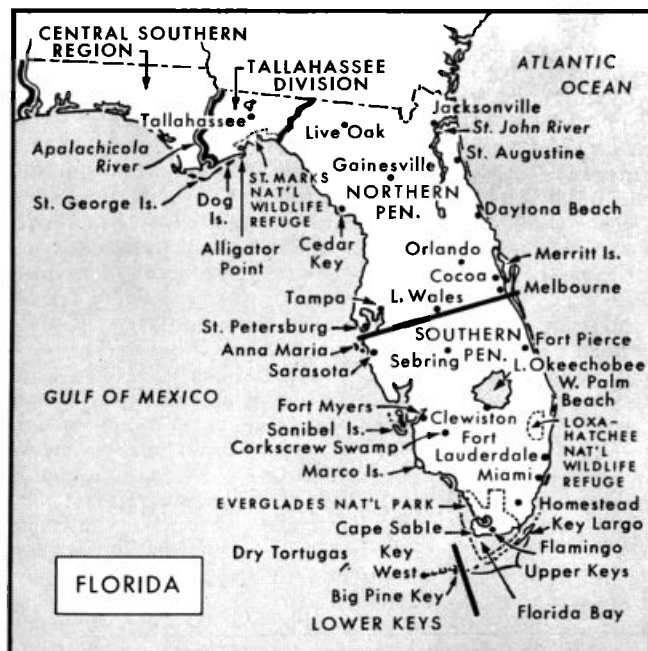 CENTRAL SOUTHERN
REGION
TALLAHASSEE
DIVISION
ATLANTIC
OCEAN
Tallahassee
Jacksonville
Live Oak
St. John River
Apalachicola
River
Gainesville
St. Augustine
ST. MARKS
NAT'L
WILDLIFE
REFUGE
NORTHERN
PEN.
St. George Is.
Dog
Is.
Daytona Beach
Alligator
Point
Cedar
Key
Orlando
Merritt Is.
Cocoa
Melbourne
Tampa
L. Wales
St. Petersburg
SOUTHERN
PEN.
Fort Pierce
Anna Maria
Sebring
L. Okeechobee
Sarasota
W. Palm
Beach
GULF OF MEXICO
Fort Myers
Clewiston
LOXA-
HATCHEE
NAT'L
WILDLIFE
REFUGE
Sanibel Is.
Corkscrew Swamp
Fort
Lauderdale
Marco Is.
Miami
EVERGLADES NAT'L PARK
Homestead
Cape Sable
Key Largo
Dry Tortugas
Key
West
Flamingo
Upper Keys
FLORIDA
Big Pine Key
Florida Bay
LOWER KEYS